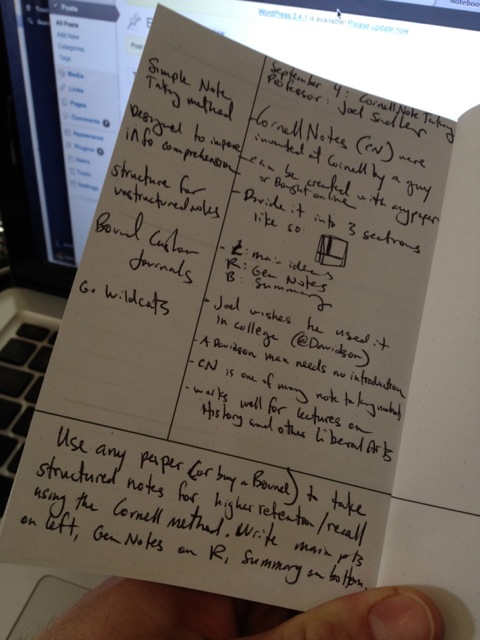 Notebook
WordPress 3.4.1 is available! Please update now
Posts
All Posts
Add New
Categories
Tags
Media
Links
Pages
Comments
Appearance
Plugins
Users
Tools
Settings
Simple Note
Taking method
Designed to improve
info comprehension
structure for
unstructured notes
Bound Custom
Journals
Go Wildcats
September 4: Cornell Note Taking
Professor: Joel
- Cornell Notes (CN) were
invented at Cornell by a guy
- can be created with any paper
or Bought online
- Divide it into 3 sections
like so:
- L: main ideas
R: Gen Notes
B: Summary
- Joel wishes he used it
in college (@Davidson)
- A Davidson man needs no introduction
- CN is one of many note taking methods
- works well for lectures on
History and other Liberal Arts
Use any paper (or buy a Bound) to take
structured notes for higher retention/recall
using the Cornell method. Write main pts
on left, Gen Notes on R, Summary on bottom.